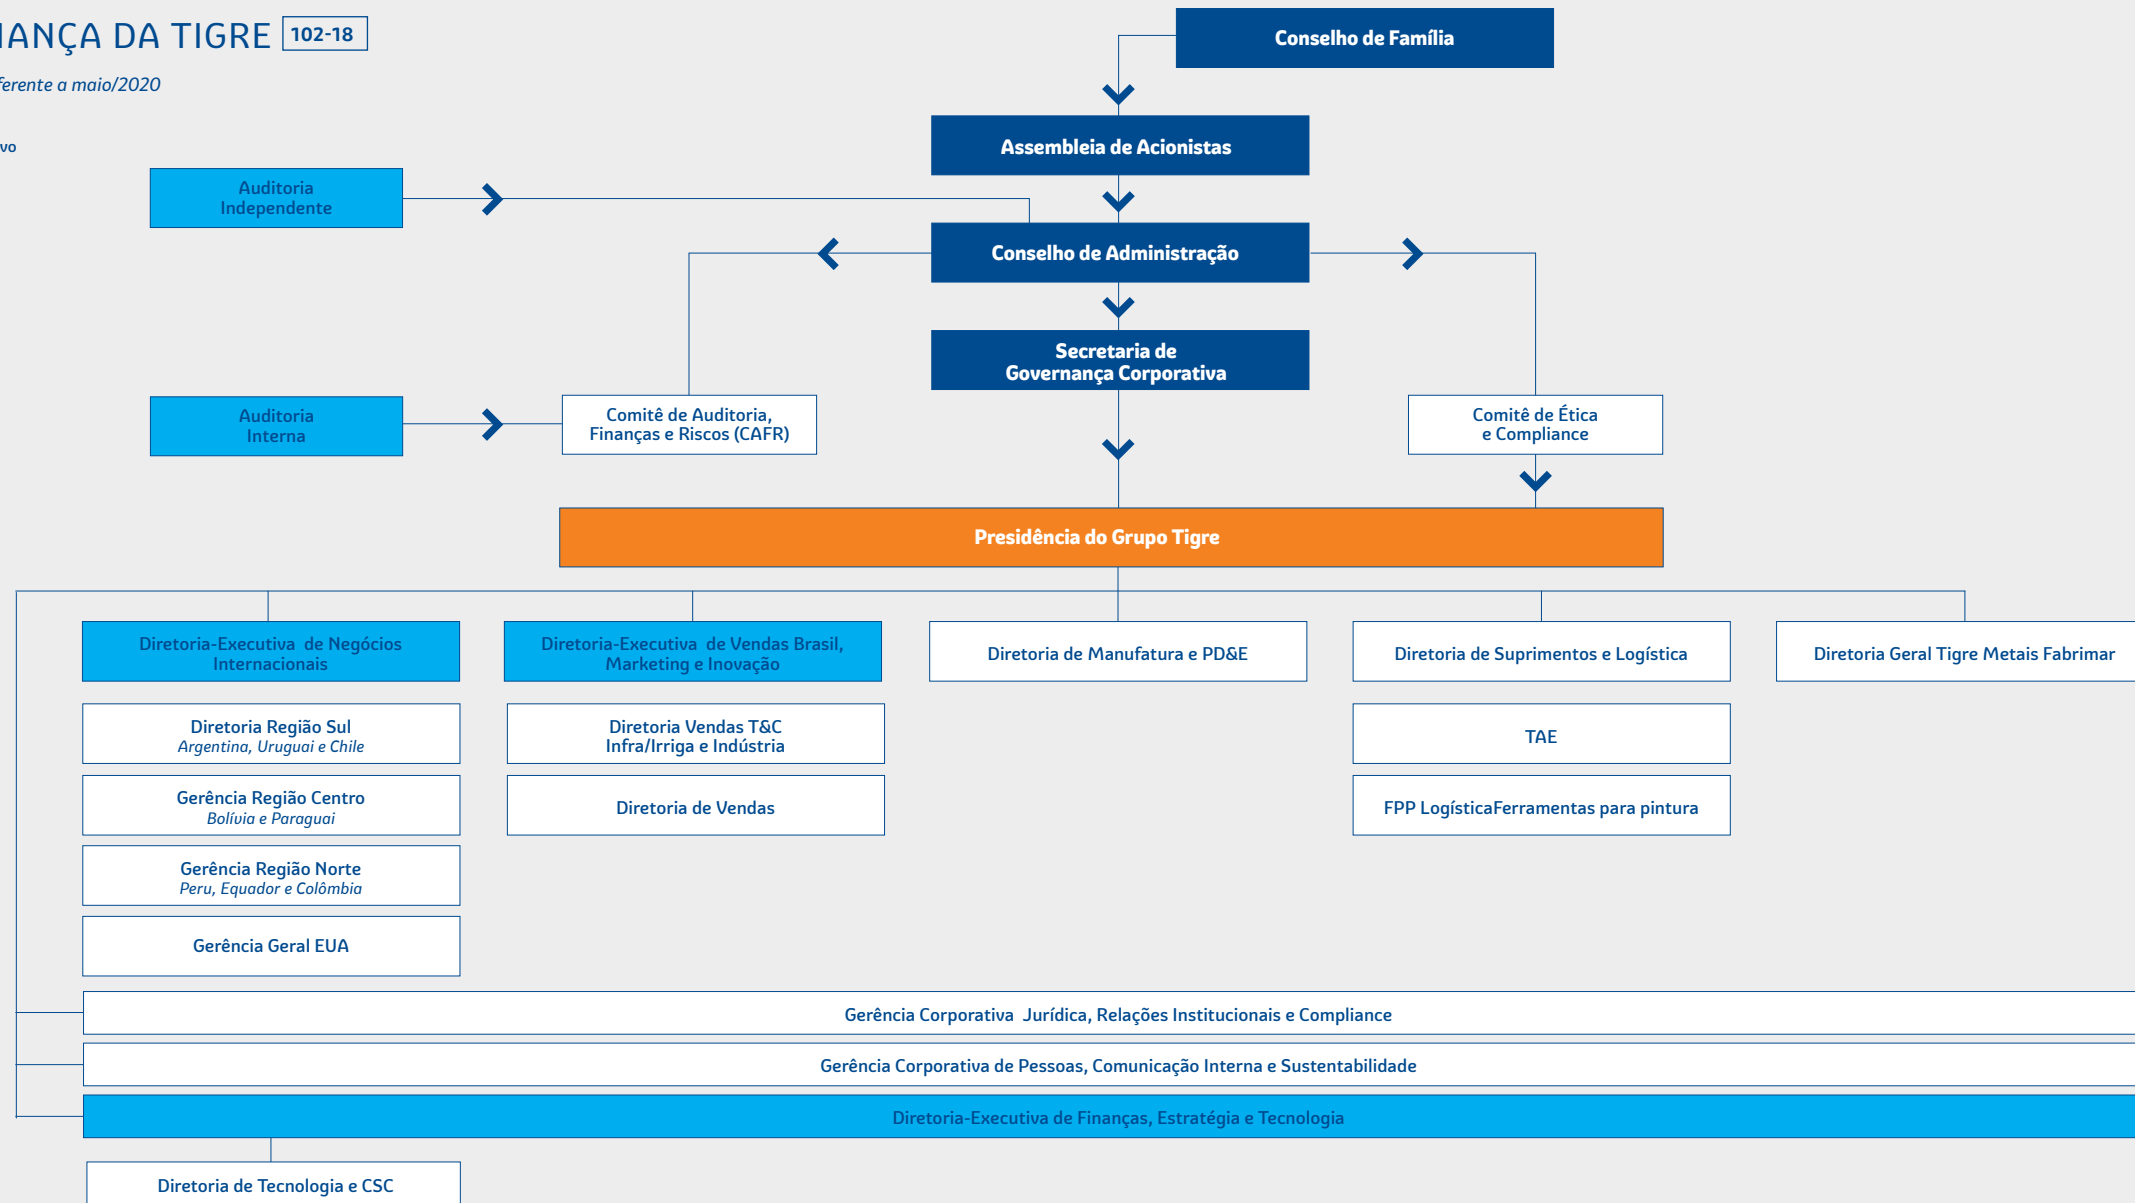 IANÇA DA TIGRE 102-18
ferente a maio/2020
vo
Conselho de Família
Assembleia de Acionistas
Auditoria
Independente
Conselho de Administração
Secretaria de
Governança Corporativa
Auditoria
Interna
Comitê de Auditoria,
Finanças e Riscos (CAFR)
Comitê de Ética
e Compliance
Presidência do Grupo Tigre
Diretoria-Executiva de Negócios
Internacionais
Diretoria-Executiva de Vendas Brasil,
Marketing e Inovação
Diretoria de Manufatura e PD&E
Diretoria de Suprimentos e Logística
Diretoria Geral Tigre Metais Fabrimar
Diretoria Região Sul
Argentina, Uruguai e Chile
Diretoria Vendas T&C
Infra/Irriga e Indústria
TAE
Gerência Região Centro
Bolívia e Paraguai
Diretoria de Vendas
FPP LogísticaFerramentas para pintura
Gerência Região Norte
Peru, Equador e Colômbia
Gerência Geral EUA
Gerência Corporativa Jurídica, Relações Institucionais e Compliance
Gerência Corporativa de Pessoas, Comunicação Interna e Sustentabilidade
Diretoria-Executiva de Finanças, Estratégia e Tecnologia
Diretoria de Tecnologia e CSC